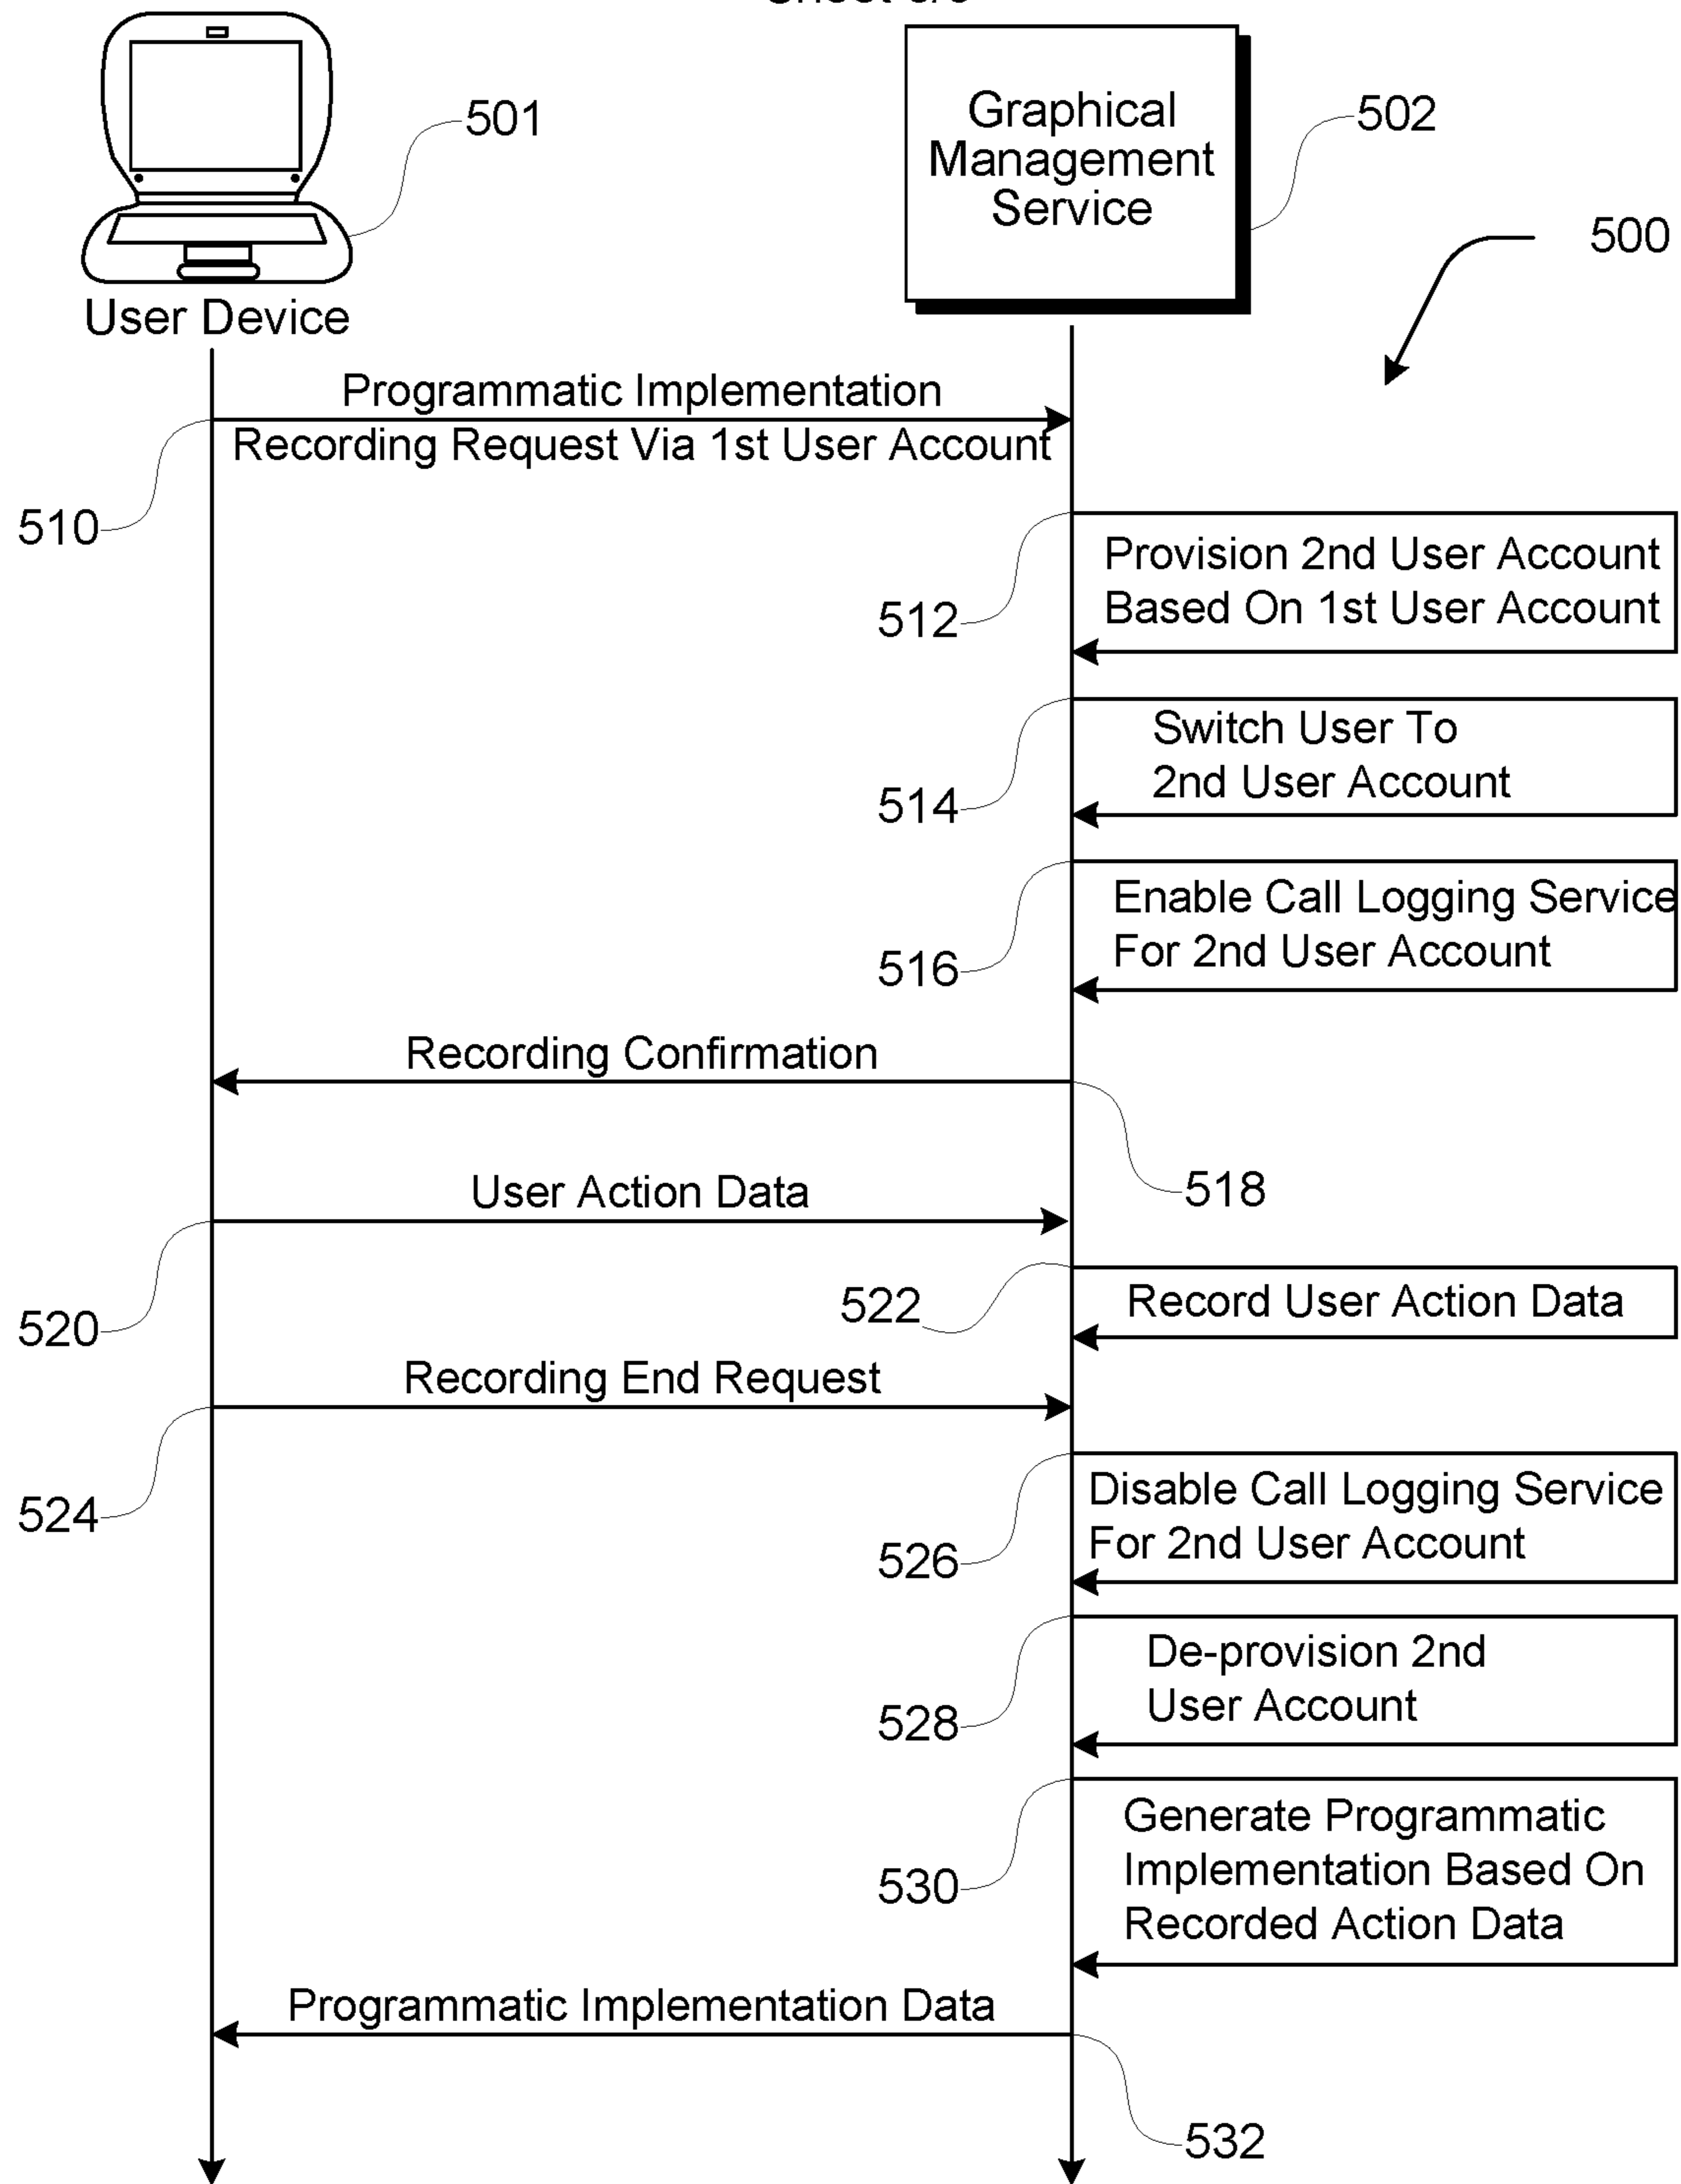 501
Graphical
Management
Service
502
500
User Device
Programmatic Implementation
Recording Request Via 1st User Account
510
Provision 2nd User Account
Based On 1st User Account
512
Switch User To
2nd User Account
514
Enable Call Logging Service
For 2nd User Account
516
Recording Confirmation
518
User Action Data
520
522
Record User Action Data
Recording End Request
524
Disable Call Logging Service
For 2nd User Account
526
De-provision 2nd
User Account
528
Generate Programmatic
Implementation Based On
Recorded Action Data
530
Programmatic Implementation Data
532